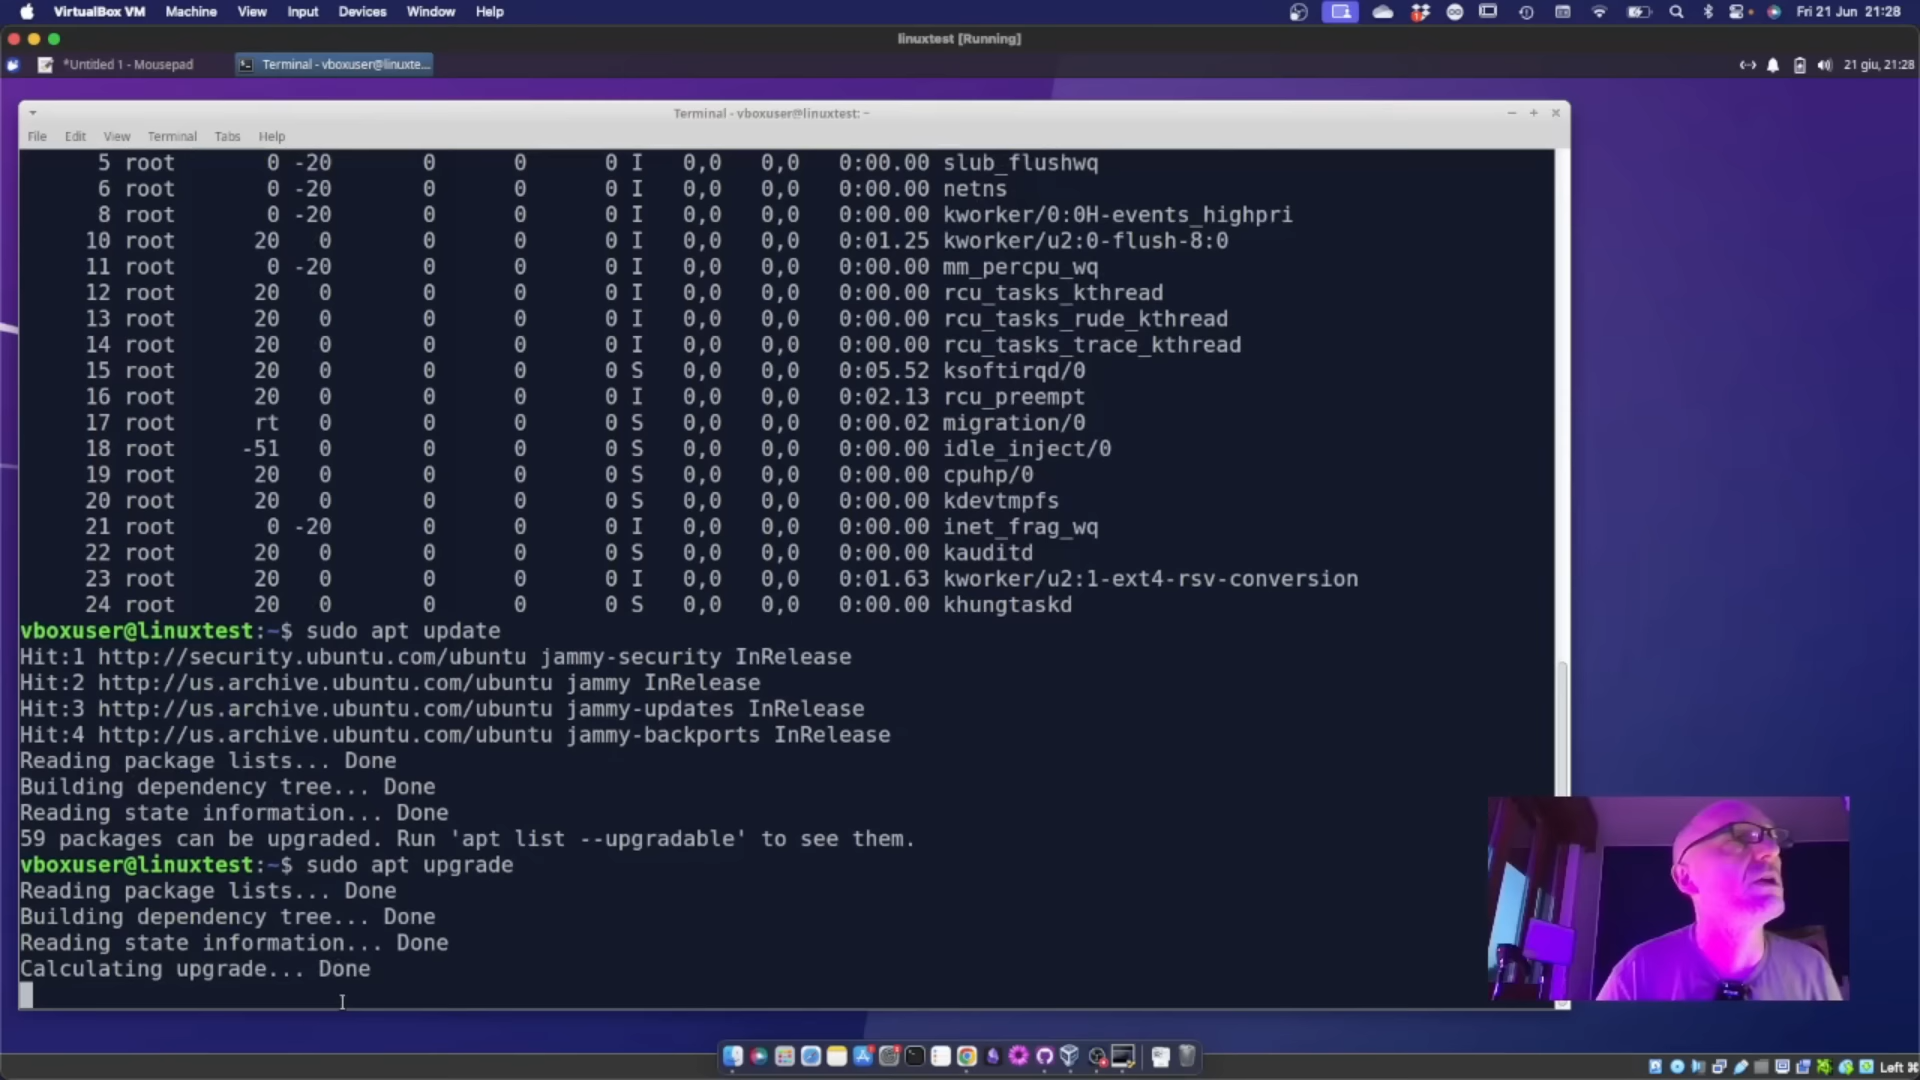 VirtualBox VM Machine View Input Devices Window Help Fri 21 Jun 21:28
linuxtest [Running]
*Untitled 1 - Mousepad Terminal - vboxuser@linuxte... 21 giu, 21:28
Terminal - vboxuser@linuxtest: ~
File Edit View Terminal Tabs Help
5 root 0 -20 0 0 0 I 0,0 0,0 0:00.00 slub_flushwq
6 root 0 -20 0 0 0 I 0,0 0,0 0:00.00 netns
8 root 0 -20 0 0 0 I 0,0 0,0 0:00.00 kworker/0:0H-events_highpri
10 root 20 0 0 0 0 I 0,0 0,0 0:01.25 kworker/u2:0-flush-8:0
11 root 0 -20 0 0 0 I 0,0 0,0 0:00.00 mm_percpu_wq
12 root 20 0 0 0 0 I 0,0 0,0 0:00.00 rcu_tasks_kthread
13 root 20 0 0 0 0 I 0,0 0,0 0:00.00 rcu_tasks_rude_kthread
14 root 20 0 0 0 0 I 0,0 0,0 0:00.00 rcu_tasks_trace_kthread
15 root 20 0 0 0 0 S 0,0 0,0 0:05.52 ksoftirqd/0
16 root 20 0 0 0 0 I 0,0 0,0 0:02.13 rcu_preempt
17 root rt 0 0 0 0 S 0,0 0,0 0:00.02 migration/0
18 root -51 0 0 0 0 S 0,0 0,0 0:00.00 idle_inject/0
19 root 20 0 0 0 0 S 0,0 0,0 0:00.00 cpuhp/0
20 root 20 0 0 0 0 S 0,0 0,0 0:00.00 kdevtmpfs
21 root 0 -20 0 0 0 I 0,0 0,0 0:00.00 inet_frag_wq
22 root 20 0 0 0 0 S 0,0 0,0 0:00.00 kauditd
23 root 20 0 0 0 0 I 0,0 0,0 0:01.63 kworker/u2:1-ext4-rsv-conversion
24 root 20 0 0 0 0 S 0,0 0,0 0:00.00 khungtaskd
vboxuser@linuxtest:~$ sudo apt update
Hit:1 http://security.ubuntu.com/ubuntu jammy-security InRelease
Hit:2 http://us.archive.ubuntu.com/ubuntu jammy InRelease
Hit:3 http://us.archive.ubuntu.com/ubuntu jammy-updates InRelease
Hit:4 http://us.archive.ubuntu.com/ubuntu jammy-backports InRelease
Reading package lists... Done
Building dependency tree... Done
Reading state information... Done
59 packages can be upgraded. Run 'apt list --upgradable' to see them.
vboxuser@linuxtest:~$ sudo apt upgrade
Reading package lists... Done
Building dependency tree... Done
Reading state information... Done
Calculating upgrade... Done
Left ⌘